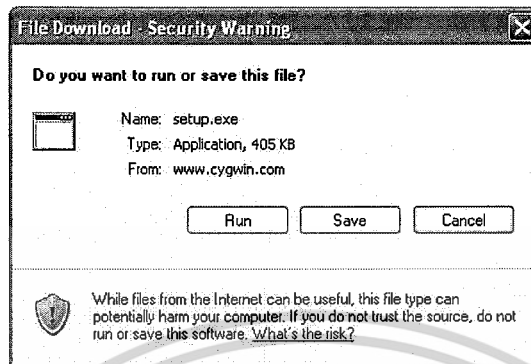 File Download - Security Warning
Do you want to run or save this file?
Name: setup.exe
Type: Application, 405 KB
From: www.cygwin.com
Run Save Cancel
While files from the Internet can be useful, this file type can
potentially harm your computer. If you do not trust the source, do not
run or save this software. What's the risk?